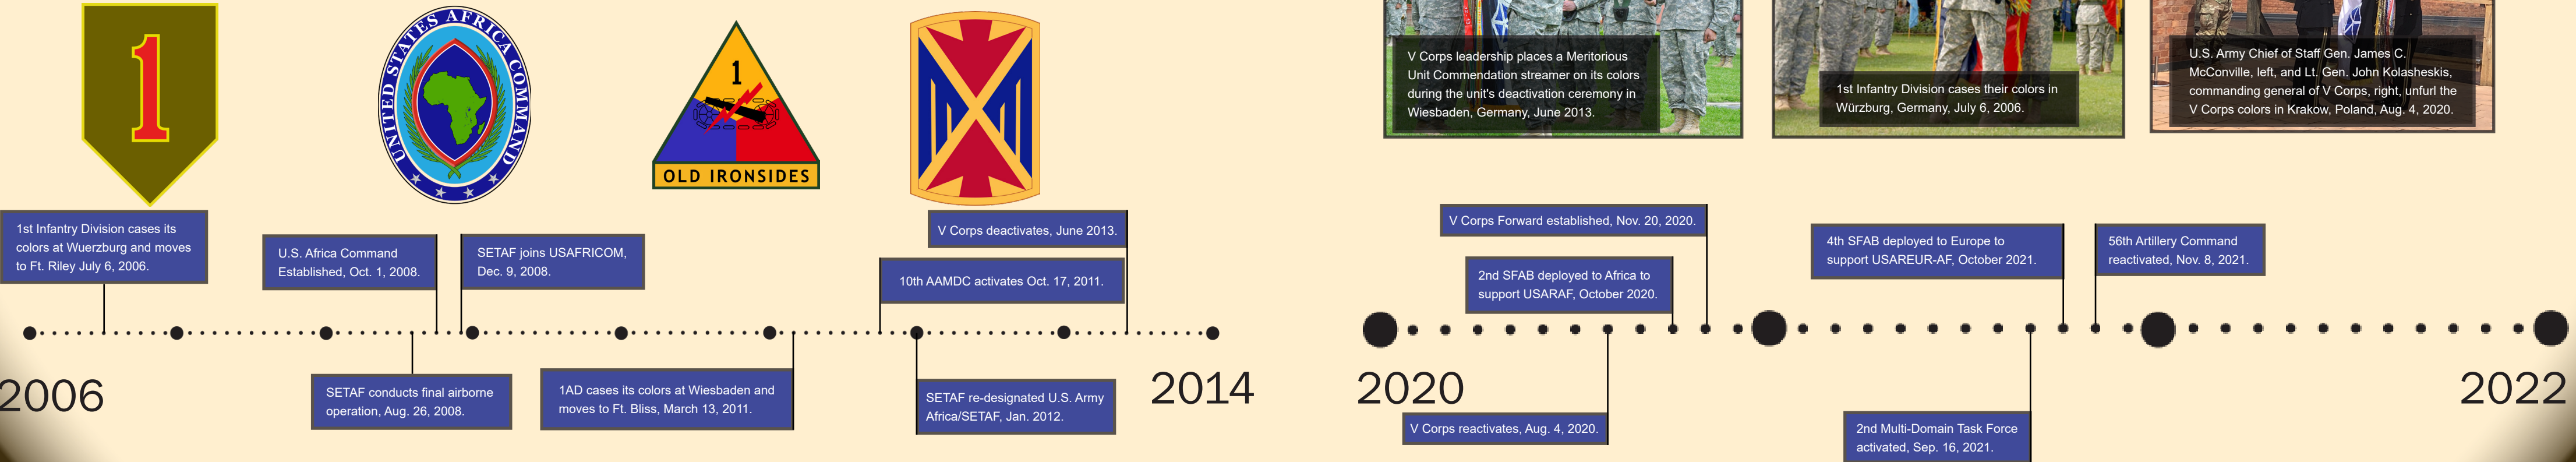 1
UNITED STATES AFRICA COMMAND
1
OLD IRONSIDES
V Corps leadership places a Meritorious
Unit Commendation streamer on its colors
during the unit's deactivation ceremony in
Wiesbaden, Germany, June 2013.
1st Infantry Division cases their colors in
Würzburg, Germany, July 6, 2006.
U.S. Army Chief of Staff Gen. James C.
McConville, left, and Lt. Gen. John Kolasheskis,
commanding general of V Corps, right, unfurl the
V Corps colors in Krakow, Poland, Aug. 4, 2020.
1st Infantry Division cases its
colors at Wuerzburg and moves
to Ft. Riley July 6, 2006.
U.S. Africa Command
Established, Oct. 1, 2008.
SETAF joins USAFRICOM,
Dec. 9, 2008.
V Corps deactivates, June 2013.
10th AAMDC activates Oct. 17, 2011.
SETAF conducts final airborne
operation, Aug. 26, 2008.
1AD cases its colors at Wiesbaden and
moves to Ft. Bliss, March 13, 2011.
SETAF re-designated U.S. Army
Africa/SETAF, Jan. 2012.
2006
2014
V Corps Forward established, Nov. 20, 2020.
2nd SFAB deployed to Africa to
support USARAF, October 2020.
4th SFAB deployed to Europe to
support USAREUR-AF, October 2021.
56th Artillery Command
reactivated, Nov. 8, 2021.
2020
2022
V Corps reactivates, Aug. 4, 2020.
2nd Multi-Domain Task Force
activated, Sep. 16, 2021.